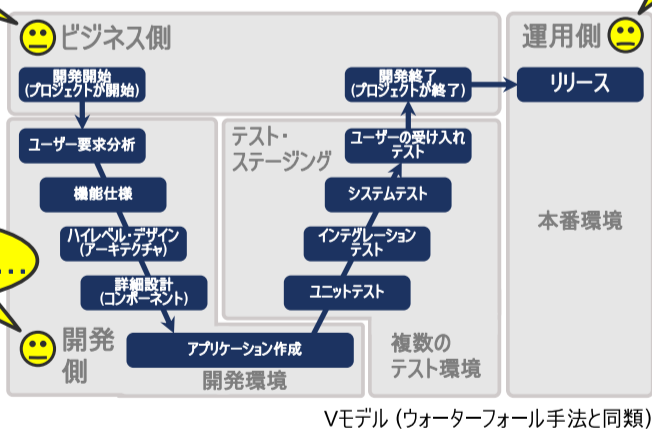 ビジネス側
運用側
開発開始
(プロジェクトが開始)
開発終了
(プロジェクトが終了)
リリース
ユーザー要求分析
機能仕様
ハイレベル・デザイン
(アーキテクチャ)
詳細設計
(コンポーネント)
アプリケーション作成
テスト・
ステージング
ユーザーの受け入れ
テスト
システムテスト
インテグレーション
テスト
ユニットテスト
本番環境
...
開発
側
開発環境
複数の
テスト環境
Vモデル (ウォーターフォール手法と同類)